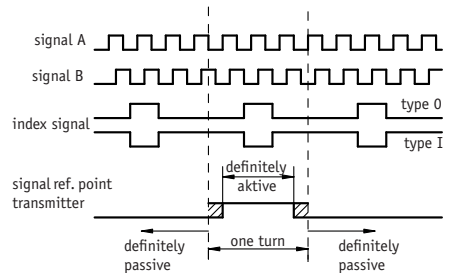 signal A
signal B
type 0
index signal
type I
definitely
aktive
signal ref. point
transmitter
definitely
passive
one turn
definitely
passive